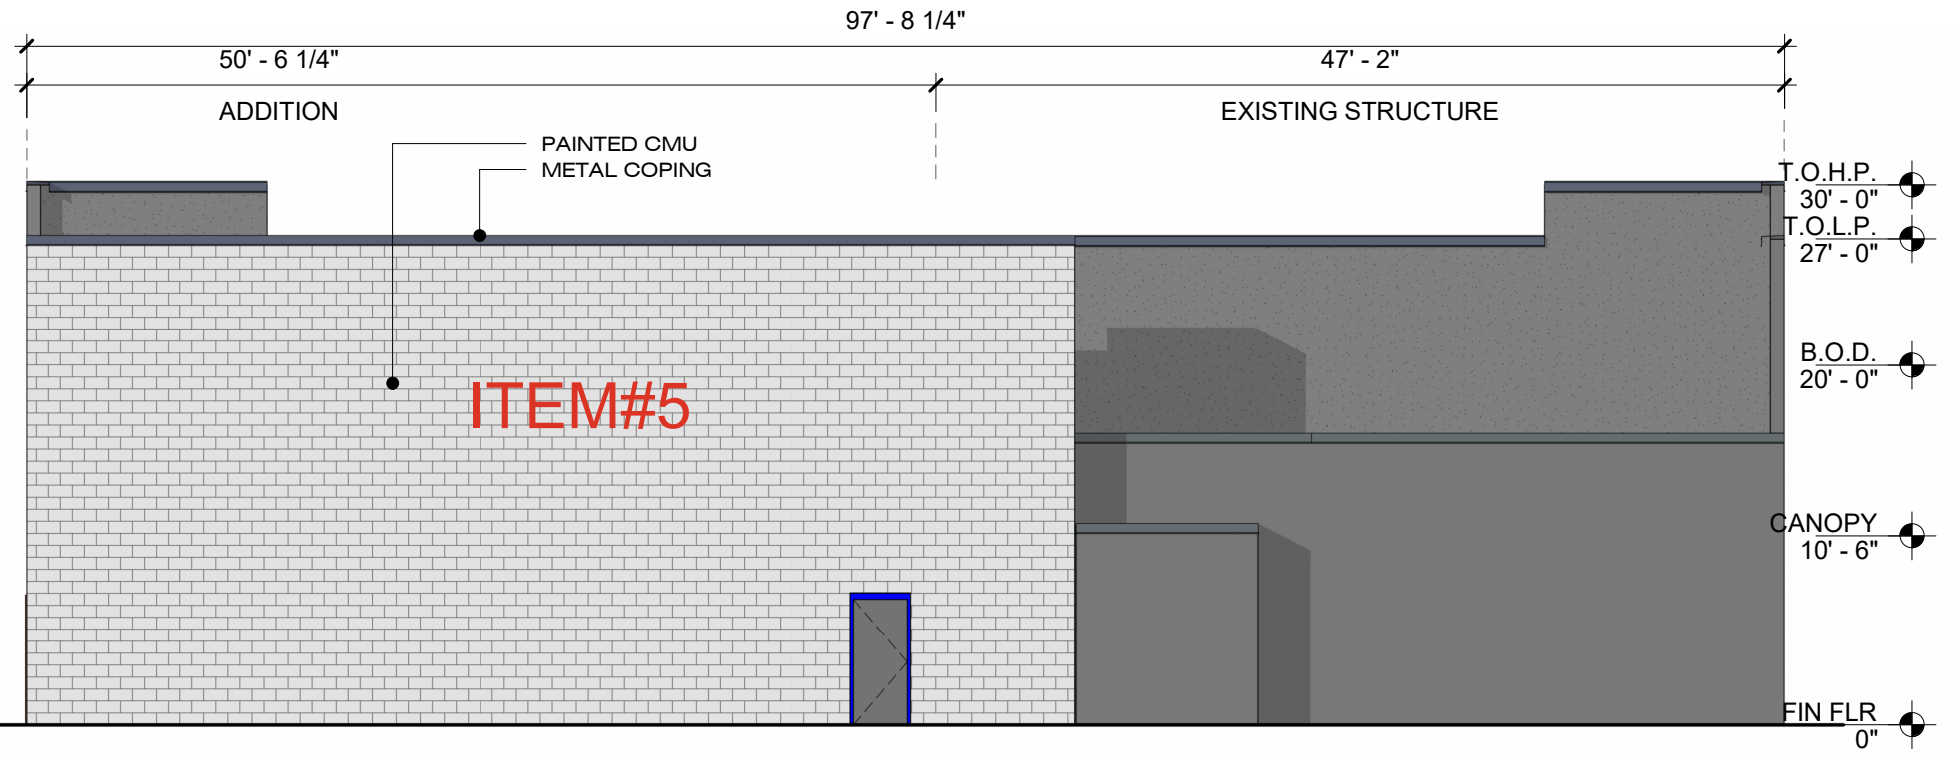 97' - 8 1/4"
50' - 6 1/4"
47' - 2"
ADDITION
EXISTING STRUCTURE
PAINTED CMU
METAL COPING
T.O.H.P.
30' - 0"
T.O.L.P.
27' - 0"
B.O.D.
20' - 0"
ITEM#5
CANOPY
10' - 6"
FIN FLR
0"